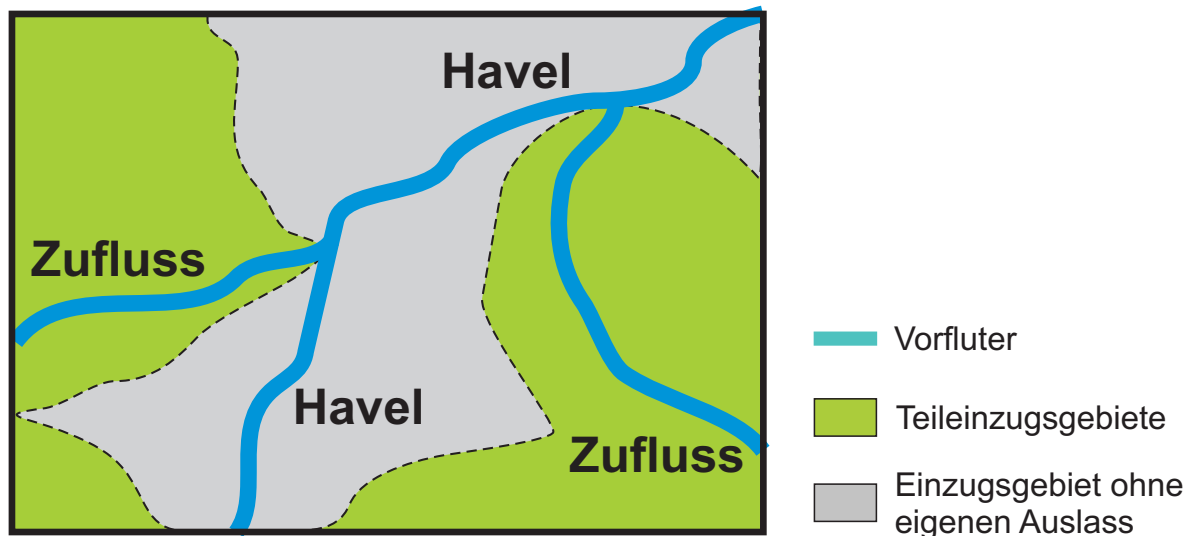 Havel
Zufluss
Havel
Zufluss
Vorfluter
Teileinzugsgebiete
Einzugsgebiet ohne
eigenen Auslass